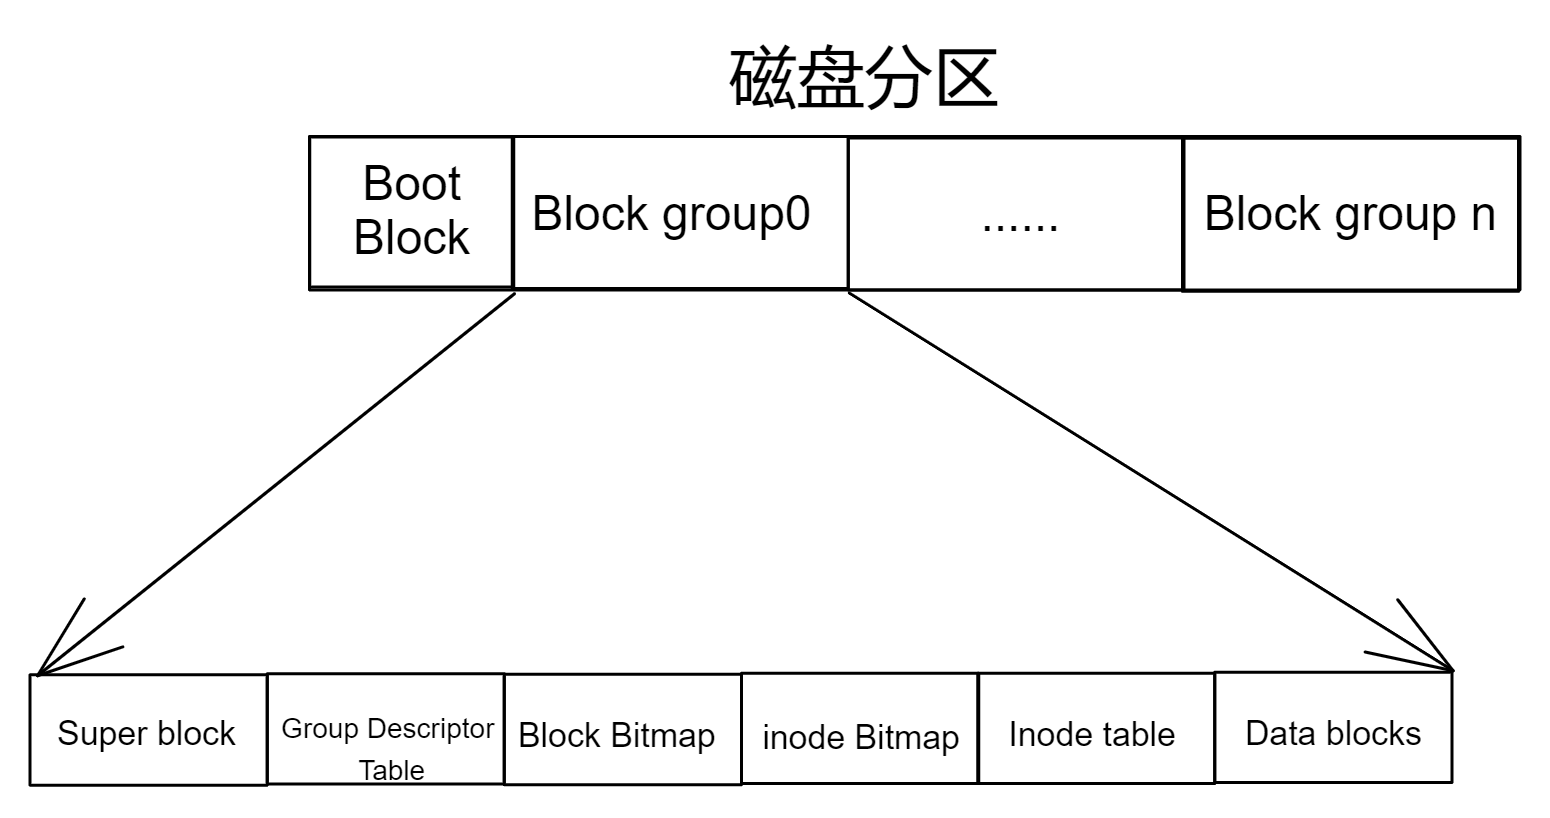 磁盘分区
Boot
Block
Block group0
......
Block group n
Super block
Group Descriptor
Table
Block Bitmap
inode Bitmap
Inode table
Data blocks